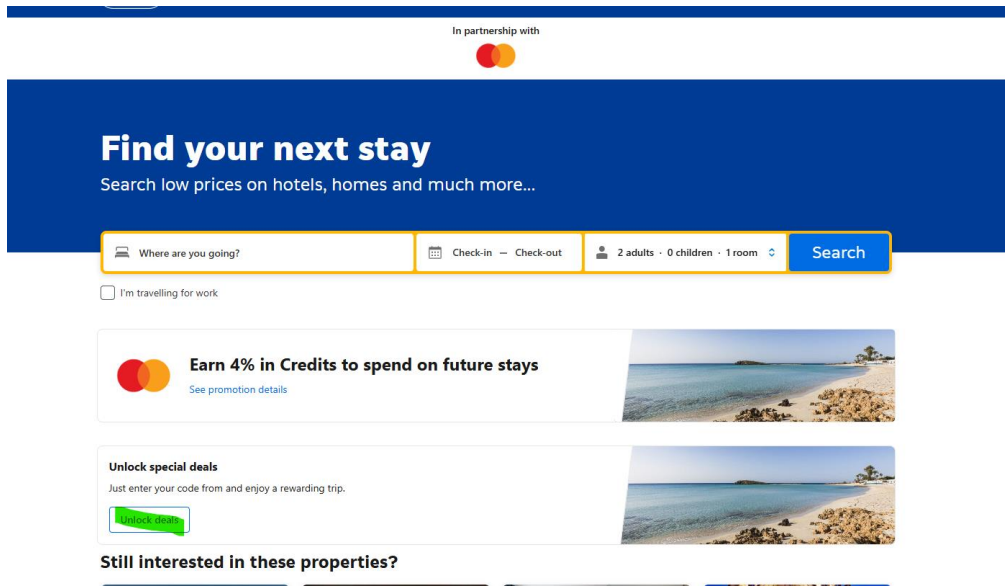 In partnership with
Find your next stay
Search low prices on hotels, homes and much more...
Where are you going?
Check-in — Check-out
2 adults · 0 children · 1 room
Search
I'm travelling for work
Earn 4% in Credits to spend on future stays
See promotion details
Unlock special deals
Just enter your code from and enjoy a rewarding trip.
Unlock deals
Still interested in these properties?